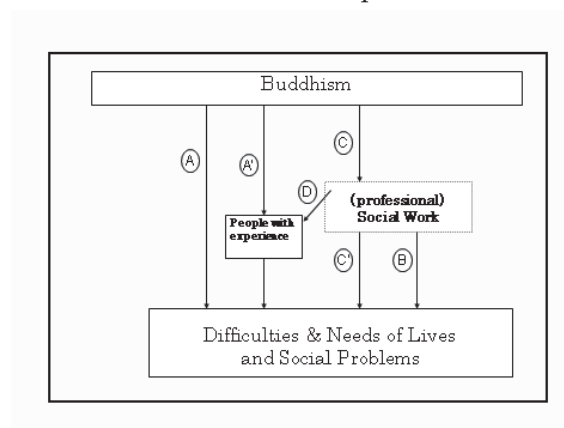 Buddhism
A
A'
C
D
(professional)
Social Work
People with
experience
C'
B
Difficulties & Needs of Lives
and Social Problems